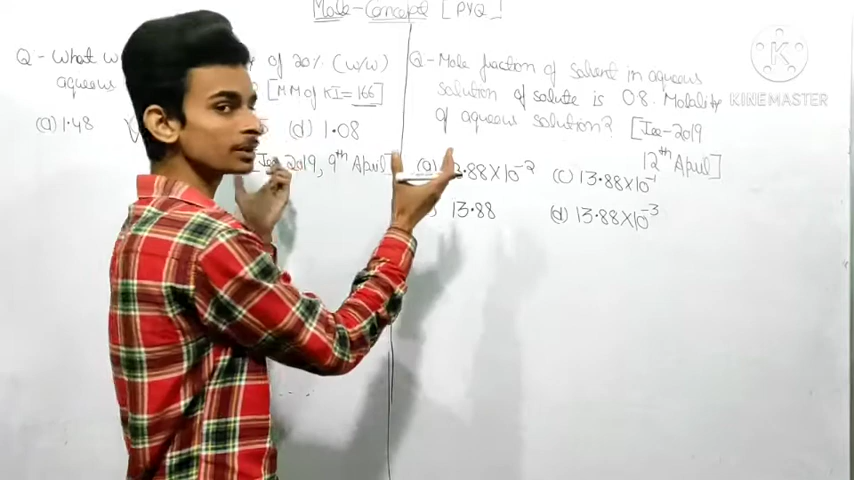 Mole-Concept [PYQ]
Q- What of 20% (w/w)
aqueous [MM of KI=166]
(a) 1.48 (d) 1.08
[Jee 2019, 9th April]
Q- Mole fraction of solvent in aqueous
solution of solute is 0.8. Molality
of aqueous solution? [Jee-2019
12th April]
(a) 13.88×10-2 (c) 13.88×10-1
13.88 (d) 13.88×10-3
K
KINEMASTER